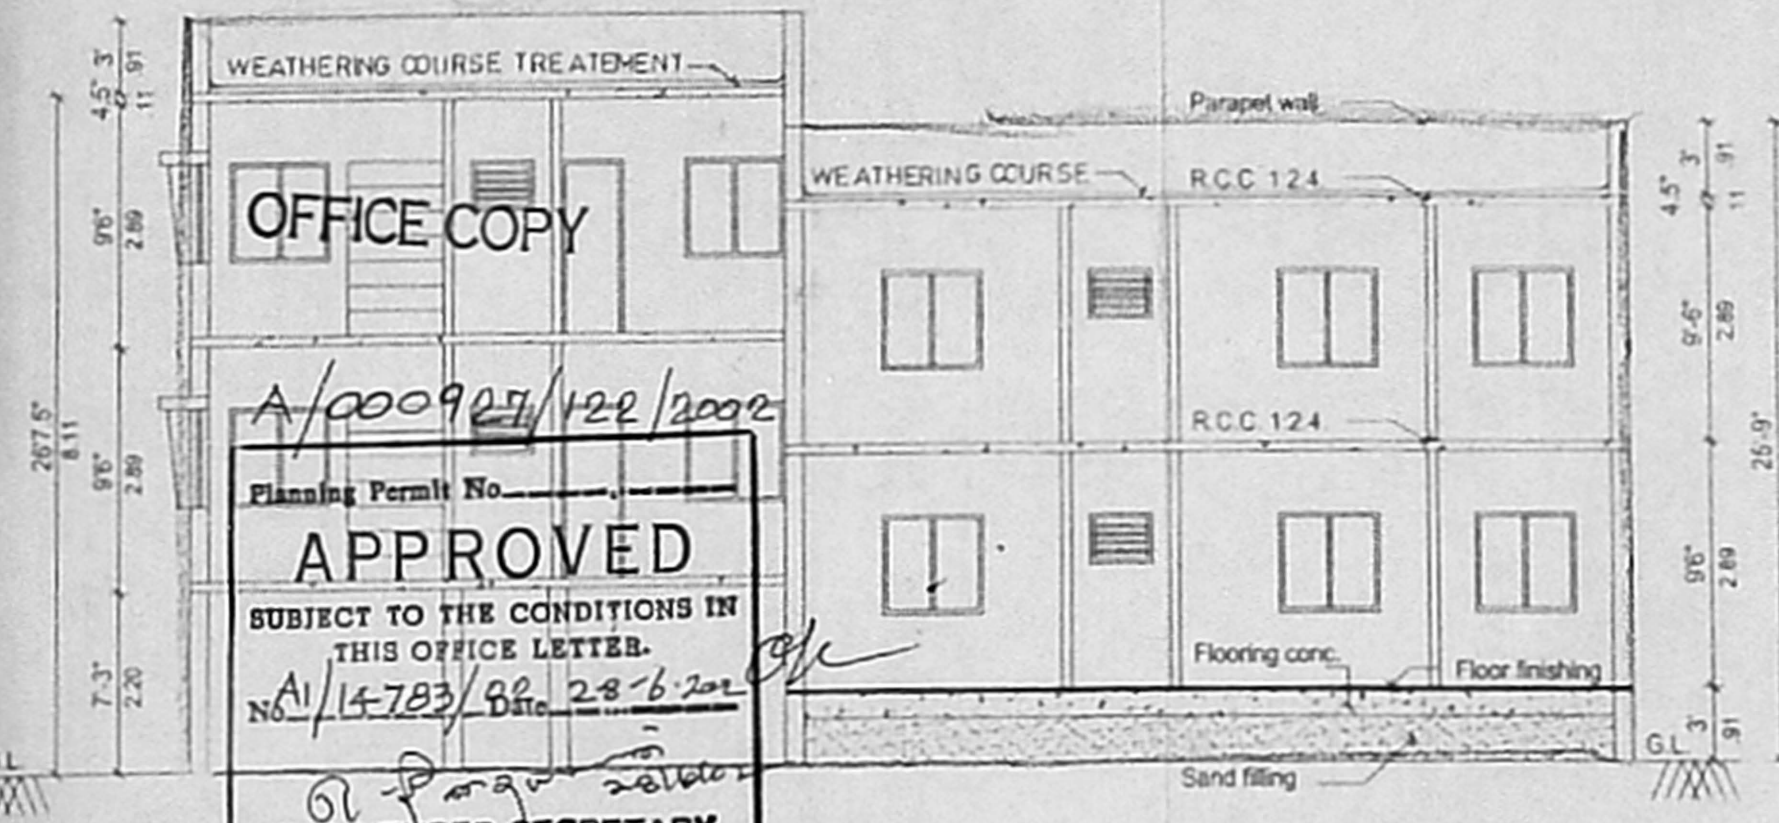 WEATHERING COURSE TREATEMENT
Parapet wall
WEATHERING COURSE
R.C.C 1:2:4
OFFICE COPY
R.C.C 1:2:4
A/000927/122/2002
Planning Permit No
APPROVED
SUBJECT TO THE CONDITIONS IN
THIS OFFICE LETTER.
No A1/14783/02 Date 28-6-202
Flooring conc.
Floor finishing
G.L
Sand filling
SECRETARY
3'
.91
4.5"
.11
9'6"
2.89
26'7.5"
8.11
9'6"
2.89
7'-3"
2.20
L
3'
.91
4.5"
.11
9'-6"
2.89
9'6"
2.89
3'
.91